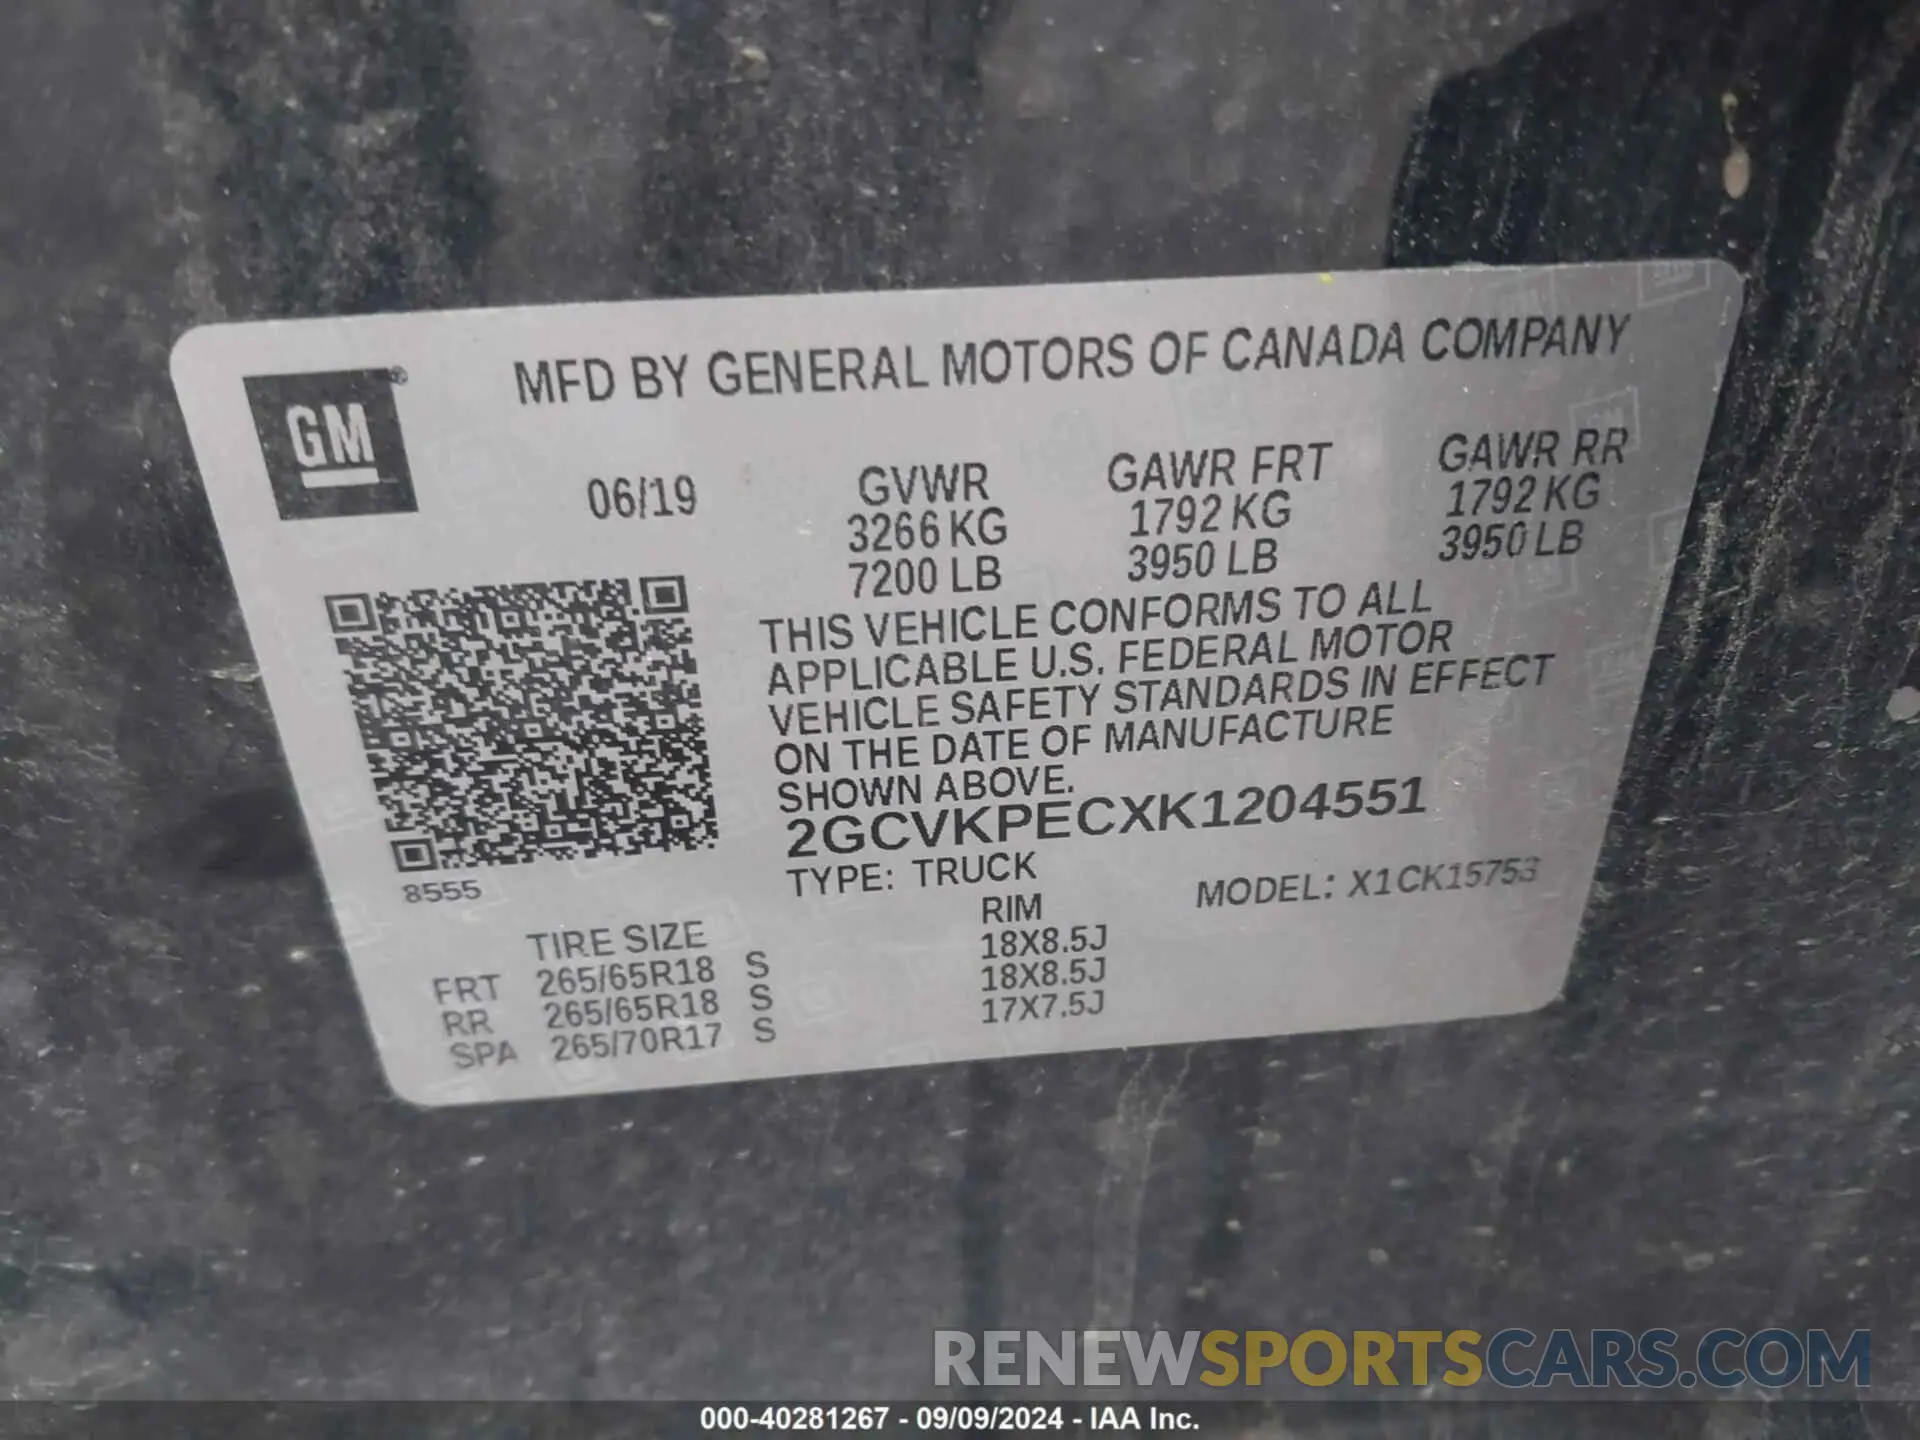 GM ®
MFD BY GENERAL MOTORS OF CANADA COMPANY
06/19 GVWR GAWR FRT GAWR RR
3266 KG 1792 KG 1792 KG
7200 LB 3950 LB 3950 LB
THIS VEHICLE CONFORMS TO ALL
APPLICABLE U.S. FEDERAL MOTOR
VEHICLE SAFETY STANDARDS IN EFFECT
ON THE DATE OF MANUFACTURE
SHOWN ABOVE.
2GCVKPECXK1204551
8555
TYPE: TRUCK MODEL: X1CK15753
TIRE SIZE RIM
FRT 265/65R18 S 18X8.5J
RR 265/65R18 S 18X8.5J
SPA 265/70R17 S 17X7.5J
RENEWSPORTSCARS.COM
000-40281267 - 09/09/2024 - IAA Inc.